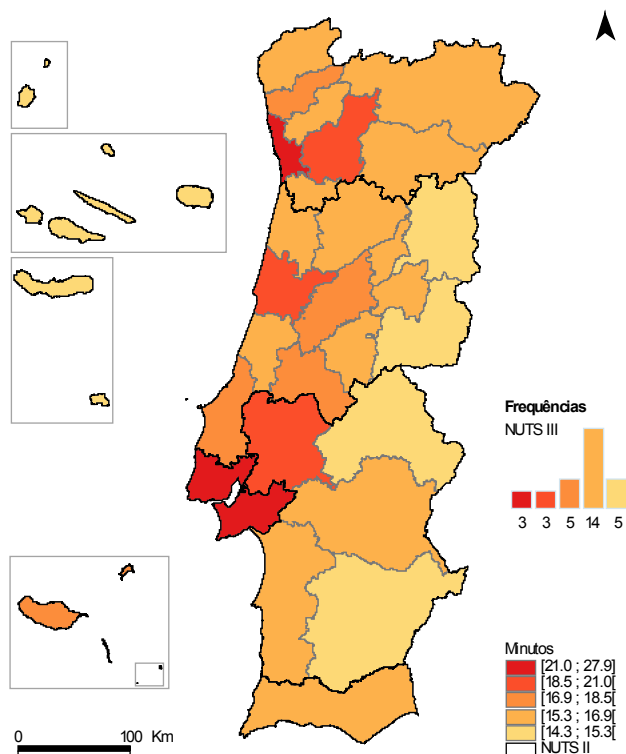 Frequências
NUTS III
3 3 5 14 5
Minutos
[21.0 ; 27.9]
[18.5 ; 21.0[
[16.9 ; 18.5[
[15.3 ; 16.9[
[14.3 ; 15.3[
NUTS II
0 100 Km